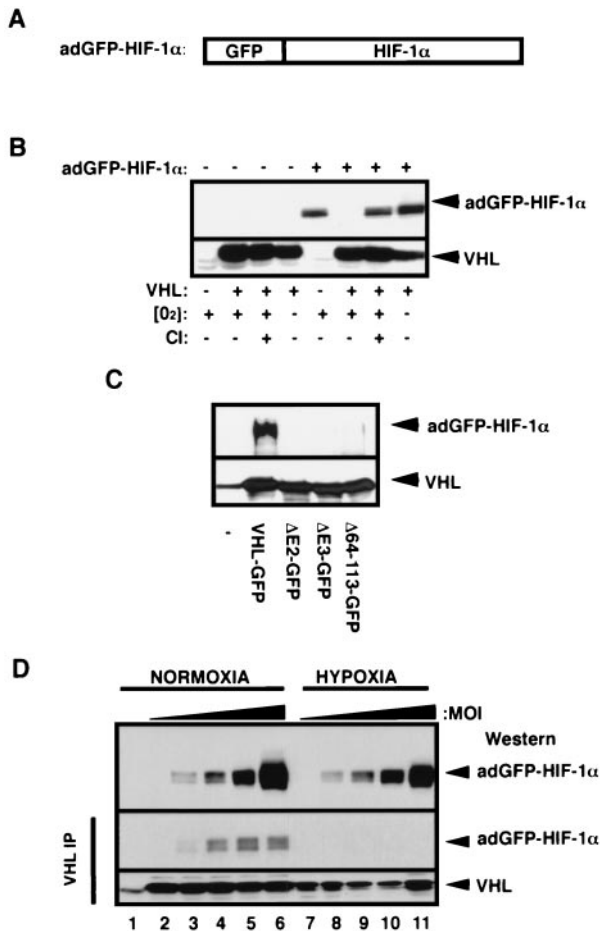 A
adGFP-HIF-1α: GFP HIF-1α
B
adGFP-HIF-1α: - - - - + + + +
adGFP-HIF-1α
VHL
VHL: - + + + - + + +
[O₂]: + + + - + + + -
CI: - - + - - - + -
C
adGFP-HIF-1α
VHL
- VHL-GFP ΔE2-GFP ΔE3-GFP Δ64-113-GFP
D
NORMOXIA HYPOXIA
:MOI
Western
adGFP-HIF-1α
VHL IP
adGFP-HIF-1α
VHL
1 2 3 4 5 6 7 8 9 10 11